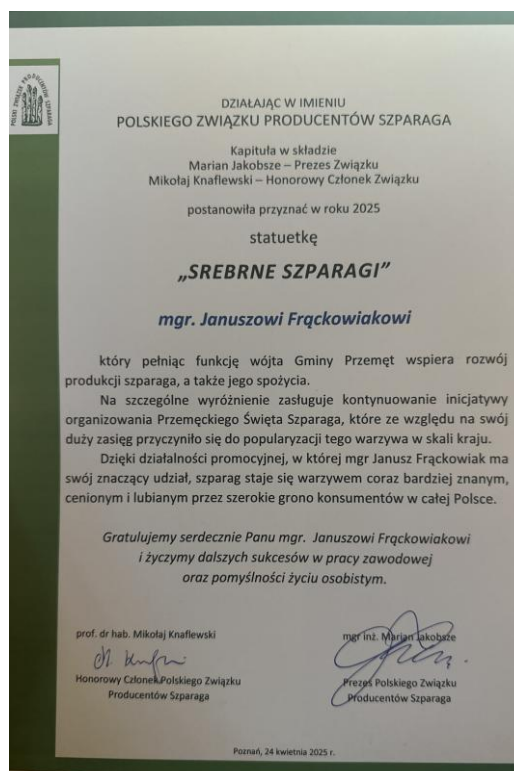 POLSKI ZWIĄZEK PRODUCENTÓW SZPARAGA
DZIAŁAJĄC W IMIENIU
POLSKIEGO ZWIĄZKU PRODUCENTÓW SZPARAGA
Kapituła w składzie
Marian Jakobsze – Prezes Związku
Mikołaj Knaflewski – Honorowy Członek Związku
postanowiła przyznać w roku 2025
statuetkę
„SREBRNE SZPARAGI”
mgr. Januszowi Frąckowiakowi
który pełniąc funkcję wójta Gminy Przemęt wspiera rozwój
produkcji szparaga, a także jego spożycia.
Na szczególne wyróżnienie zasługuje kontynuowanie inicjatywy
organizowania Przemęckiego Święta Szparaga, które ze względu na swój
duży zasięg przyczyniło się do popularyzacji tego warzywa w skali kraju.
Dzięki działalności promocyjnej, w której mgr Janusz Frąckowiak ma
swój znaczący udział, szparag staje się warzywem coraz bardziej znanym,
cenionym i lubianym przez szerokie grono konsumentów w całej Polsce.
Gratulujemy serdecznie Panu mgr. Januszowi Frąckowiakowi
i życzymy dalszych sukcesów w pracy zawodowej
oraz pomyślności życiu osobistym.
prof. dr hab. Mikołaj Knaflewski
Honorowy Członek Polskiego Związku
Producentów Szparaga
mgr inż. Marian Jakobsze
Prezes Polskiego Związku
Producentów Szparaga
Poznań, 24 kwietnia 2025 r.